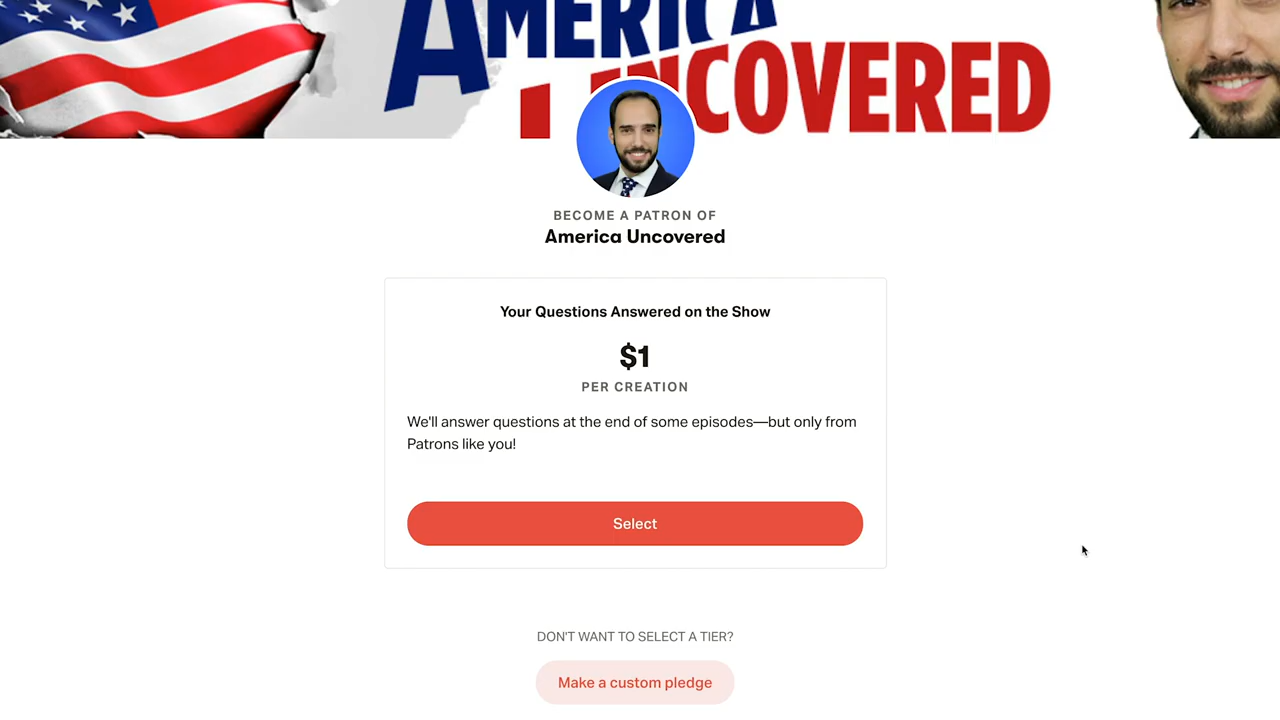 AMERICA
UNCOVERED
BECOME A PATRON OF
America Uncovered
Your Questions Answered on the Show
$1
PER CREATION
We'll answer questions at the end of some episodes—but only from
Patrons like you!
Select
DON'T WANT TO SELECT A TIER?
Make a custom pledge